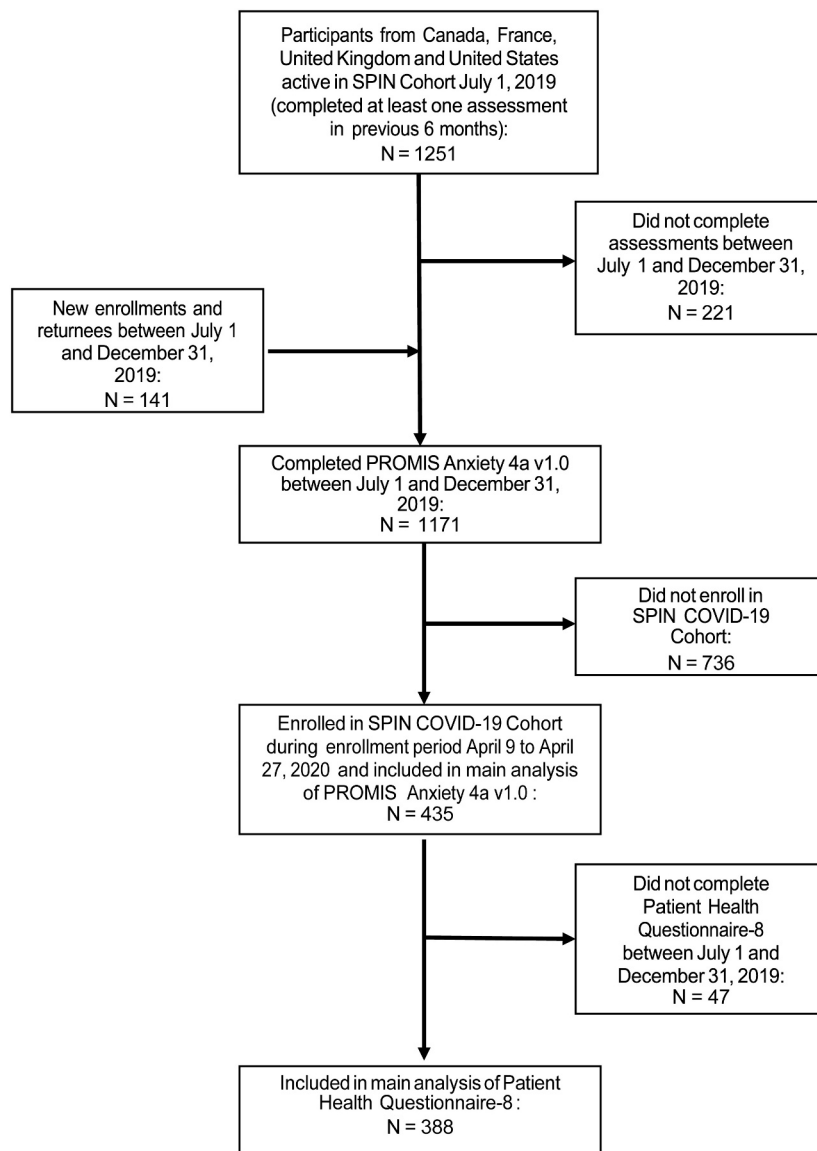 Participants from Canada, France,
United Kingdom and United States
active in SPIN Cohort July 1, 2019
(completed at least one assessment
in previous 6 months):
N = 1251
Did not complete
assessments between
July 1 and December 31,
2019:
N = 221
New enrollments and
returnees between July 1
and December 31,
2019:
N = 141
Completed PROMIS Anxiety 4a v1.0
between July 1 and December 31,
2019:
N = 1171
Did not enroll in
SPIN COVID-19
Cohort:
N = 736
Enrolled in SPIN COVID-19 Cohort
during enrollment period April 9 to April
27, 2020 and included in main analysis
of PROMIS Anxiety 4a v1.0 :
N = 435
Did not complete
Patient Health
Questionnaire-8
between July 1 and
December 31, 2019:
N = 47
Included in main analysis of Patient
Health Questionnaire-8 :
N = 388